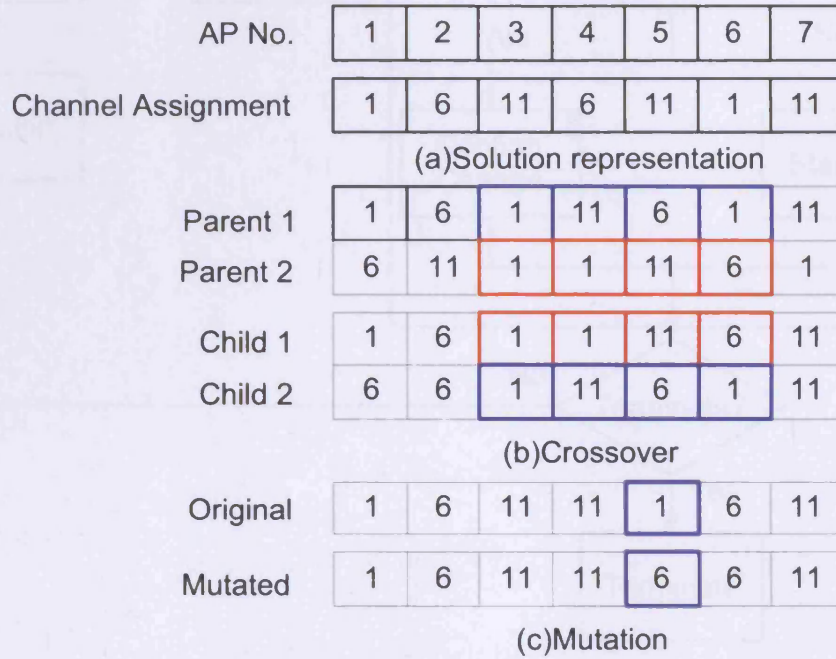 AP No. 1 2 3 4 5 6 7
Channel Assignment 1 6 11 6 11 1 11
(a)Solution representation
Parent 1 1 6 1 11 6 1 11
Parent 2 6 11 1 1 11 6 1
Child 1 1 6 1 1 11 6 11
Child 2 6 6 1 11 6 1 11
(b)Crossover
Original 1 6 11 11 1 6 11
Mutated 1 6 11 11 6 6 11
(c)Mutation